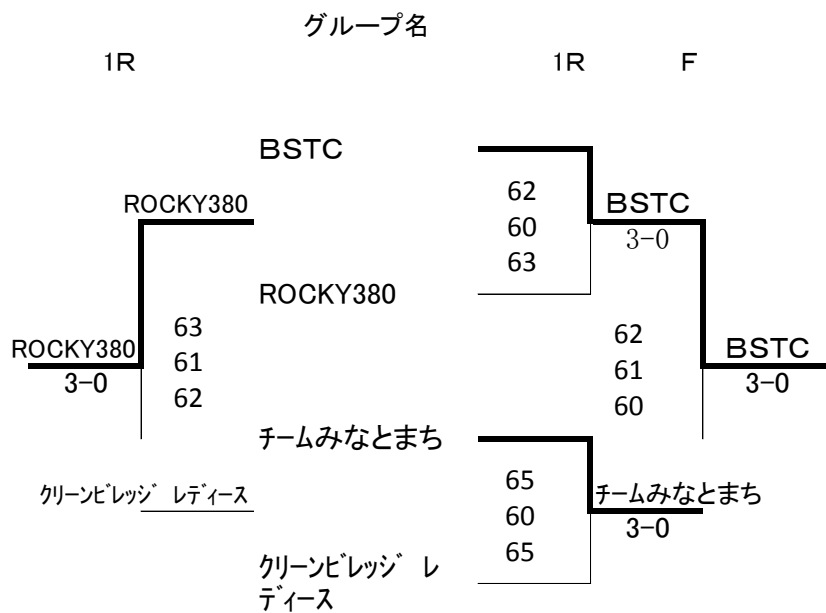 グループ名
1R
1R F
BSTC
ROCKY380
62
60
63
BSTC
3-0
ROCKY380
63
61
62
ROCKY380
3-0
62
61
60
BSTC
3-0
チームみなとまち
クリーンビレッジ レディース
65
60
65
チームみなとまち
3-0
クリーンビレッジ レ
ディース